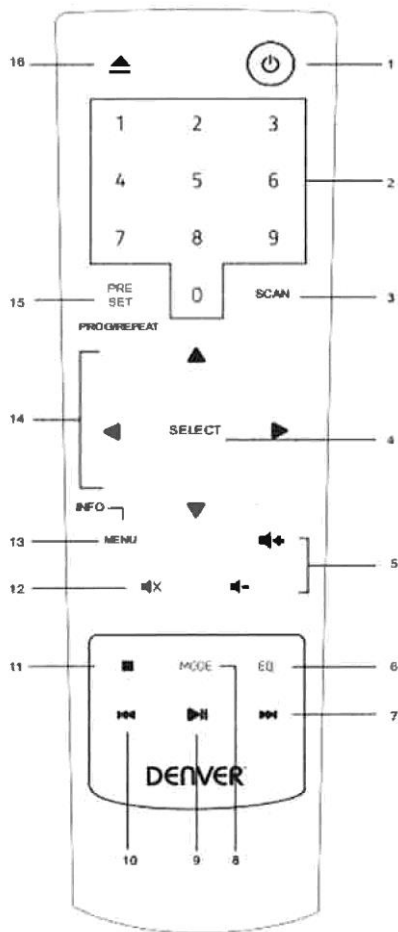 16 1
1 2 3
4 5 6 2
7 8 9
15 PRE SET 0 SCAN 3
PROG/REPEAT
14 SELECT 4
INFO
13 MENU
5
12
11 MODE EQ 6
7
DENVER
10 9 8